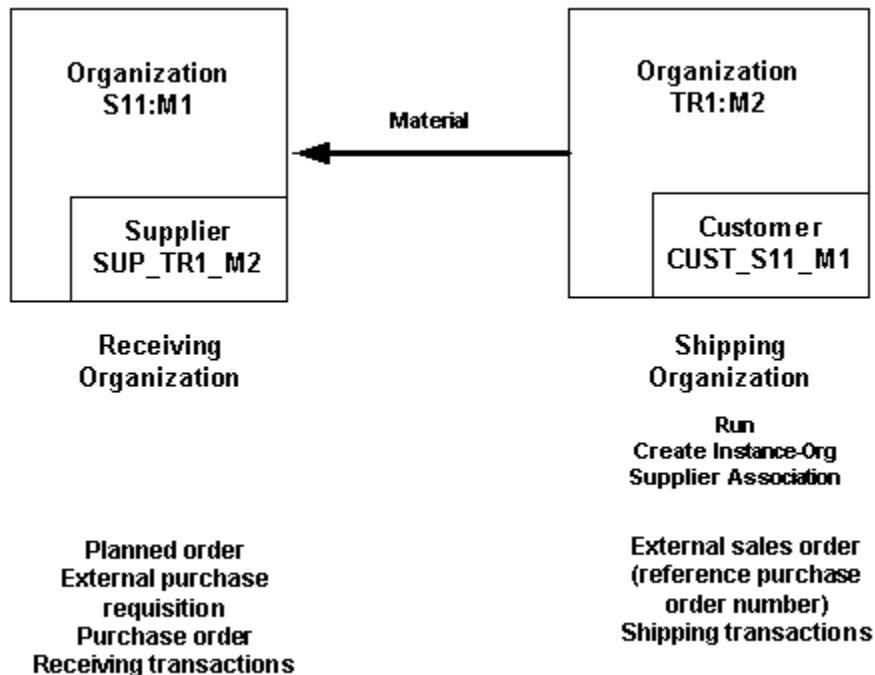 Organization
S11:M1
Supplier
SUP_TR1_M2
Material
Organization
TR1:M2
Customer
CUST_S11_M1
Receiving
Organization
Shipping
Organization
Run
Create Instance-Org
Supplier Association
Planned order
External purchase
requisition
Purchase order
Receiving transactions
External sales order
(reference purchase
order number)
Shipping transactions